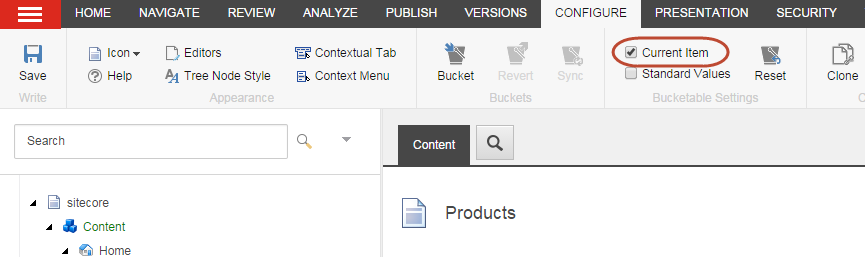 HOME NAVIGATE REVIEW ANALYZE PUBLISH VERSIONS CONFIGURE PRESENTATION SECURITY
Icon Editors Contextual Tab Current Item
Save Help Tree Node Style Context Menu Bucket Revert Sync Standard Values Reset Clone
Write Appearance Buckets Bucketable Settings C
Search
Content
sitecore
Products
Content
Home